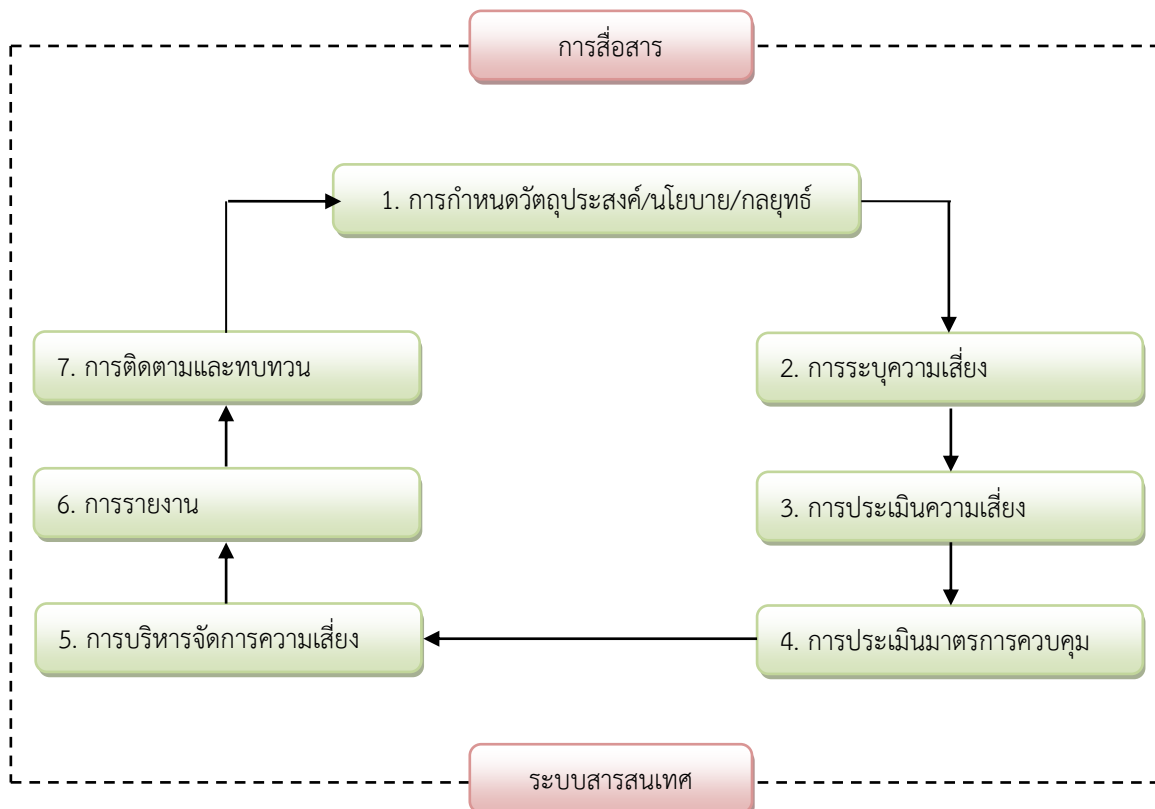 การสื่อสาร
1. การกำหนดวัตถุประสงค์/นโยบาย/กลยุทธ์
7. การติดตามและทบทวน
2. การระบุความเสี่ยง
6. การรายงาน
3. การประเมินความเสี่ยง
5. การบริหารจัดการความเสี่ยง
4. การประเมินมาตรการควบคุม
ระบบสารสนเทศ